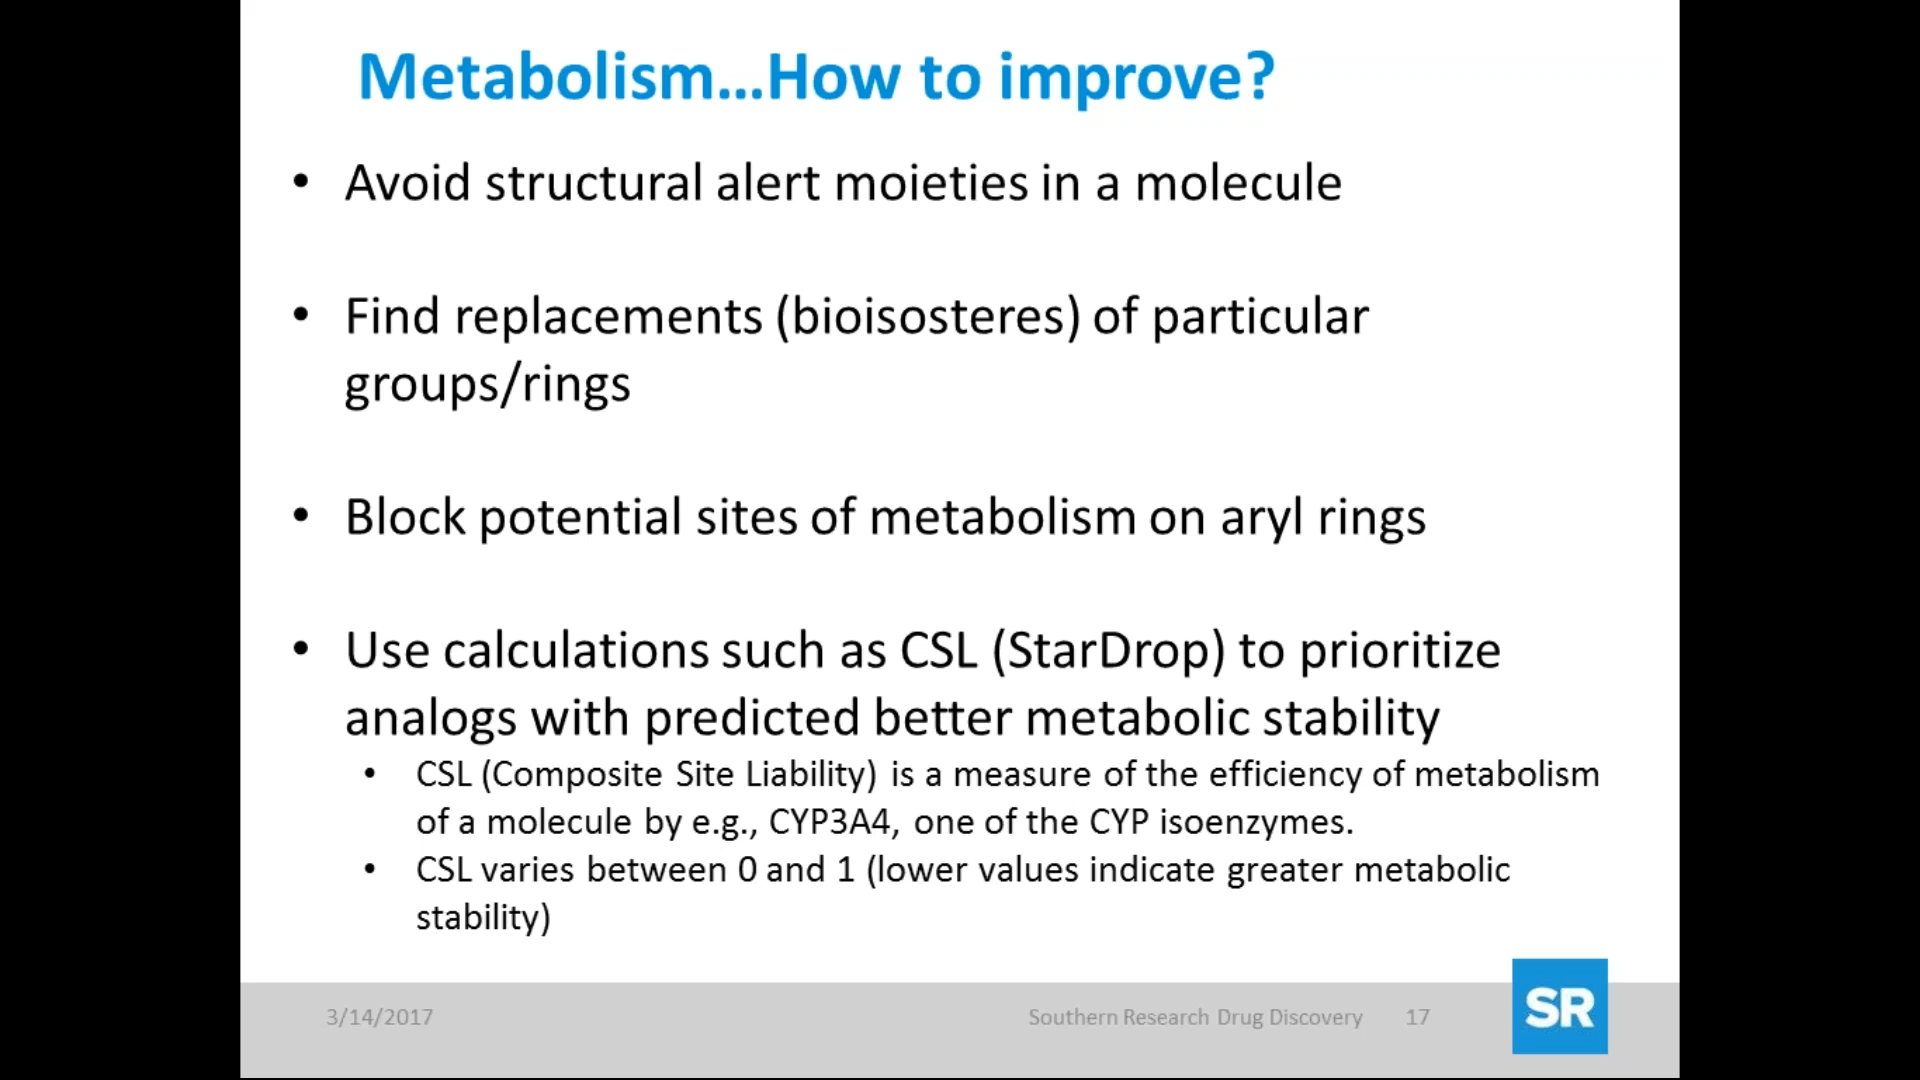 Metabolism...How to improve?
• Avoid structural alert moieties in a molecule
• Find replacements (bioisosteres) of particular
groups/rings
• Block potential sites of metabolism on aryl rings
• Use calculations such as CSL (StarDrop) to prioritize
analogs with predicted better metabolic stability
• CSL (Composite Site Liability) is a measure of the efficiency of metabolism
of a molecule by e.g., CYP3A4, one of the CYP isoenzymes.
• CSL varies between 0 and 1 (lower values indicate greater metabolic
stability)
3/14/2017
Southern Research Drug Discovery
17
SR